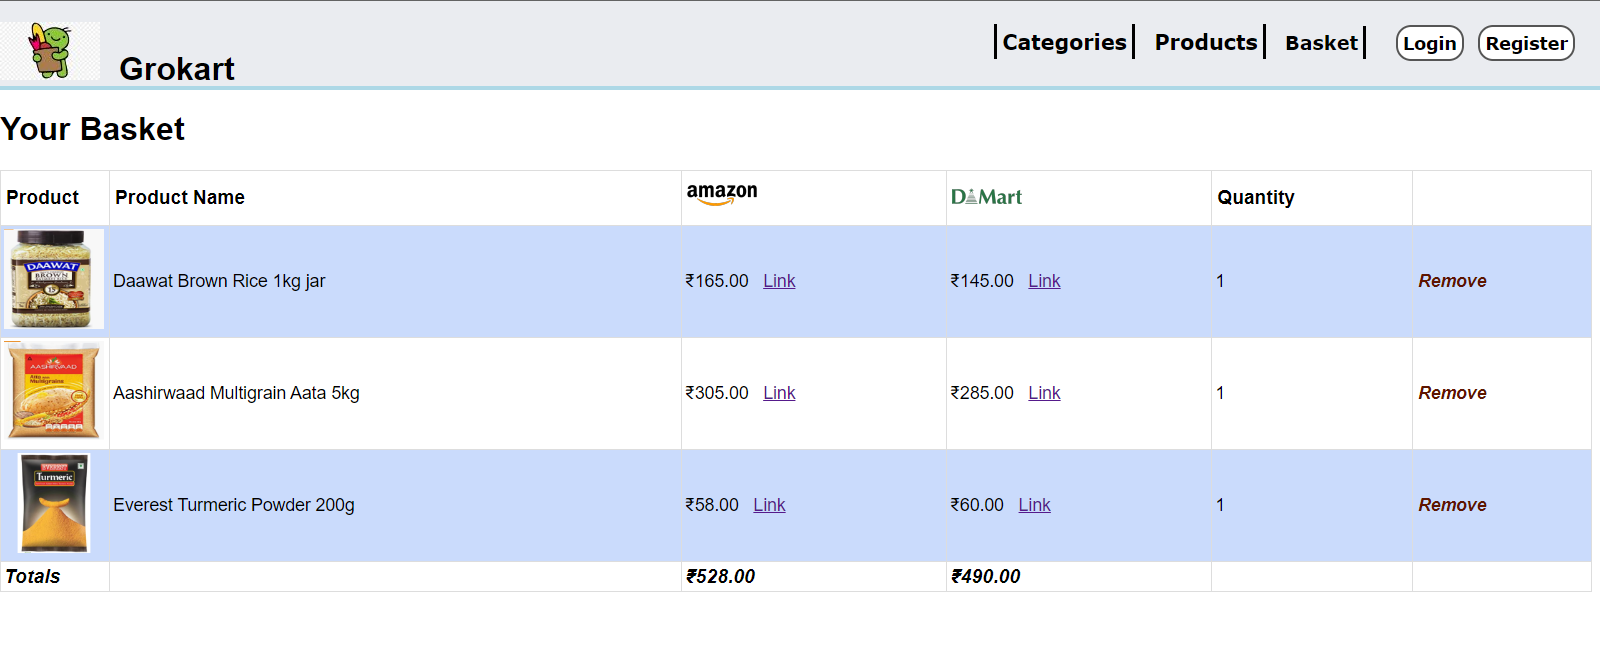 Grokart
Categories Products Basket Login Register
Your Basket
Product Product Name amazon DMart Quantity
DAAWAT
BROWN
Daawat Brown Rice 1kg jar ₹165.00 Link ₹145.00 Link 1 Remove
AASHIRVAAD
Multigrains
Aashirwaad Multigrain Aata 5kg ₹305.00 Link ₹285.00 Link 1 Remove
EVEREST
Turmeric
Everest Turmeric Powder 200g ₹58.00 Link ₹60.00 Link 1 Remove
Totals ₹528.00 ₹490.00